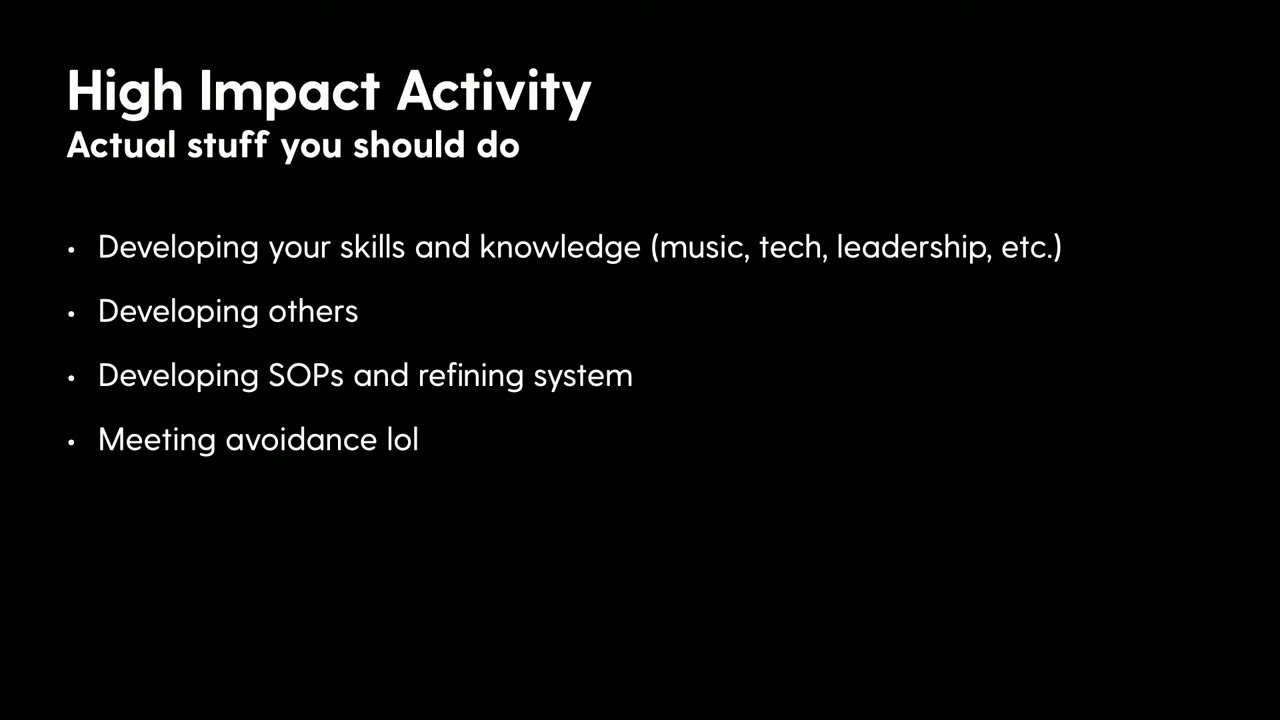 High Impact Activity
Actual stuff you should do
• Developing your skills and knowledge (music, tech, leadership, etc.)
• Developing others
• Developing SOPs and refining system
• Meeting avoidance lol